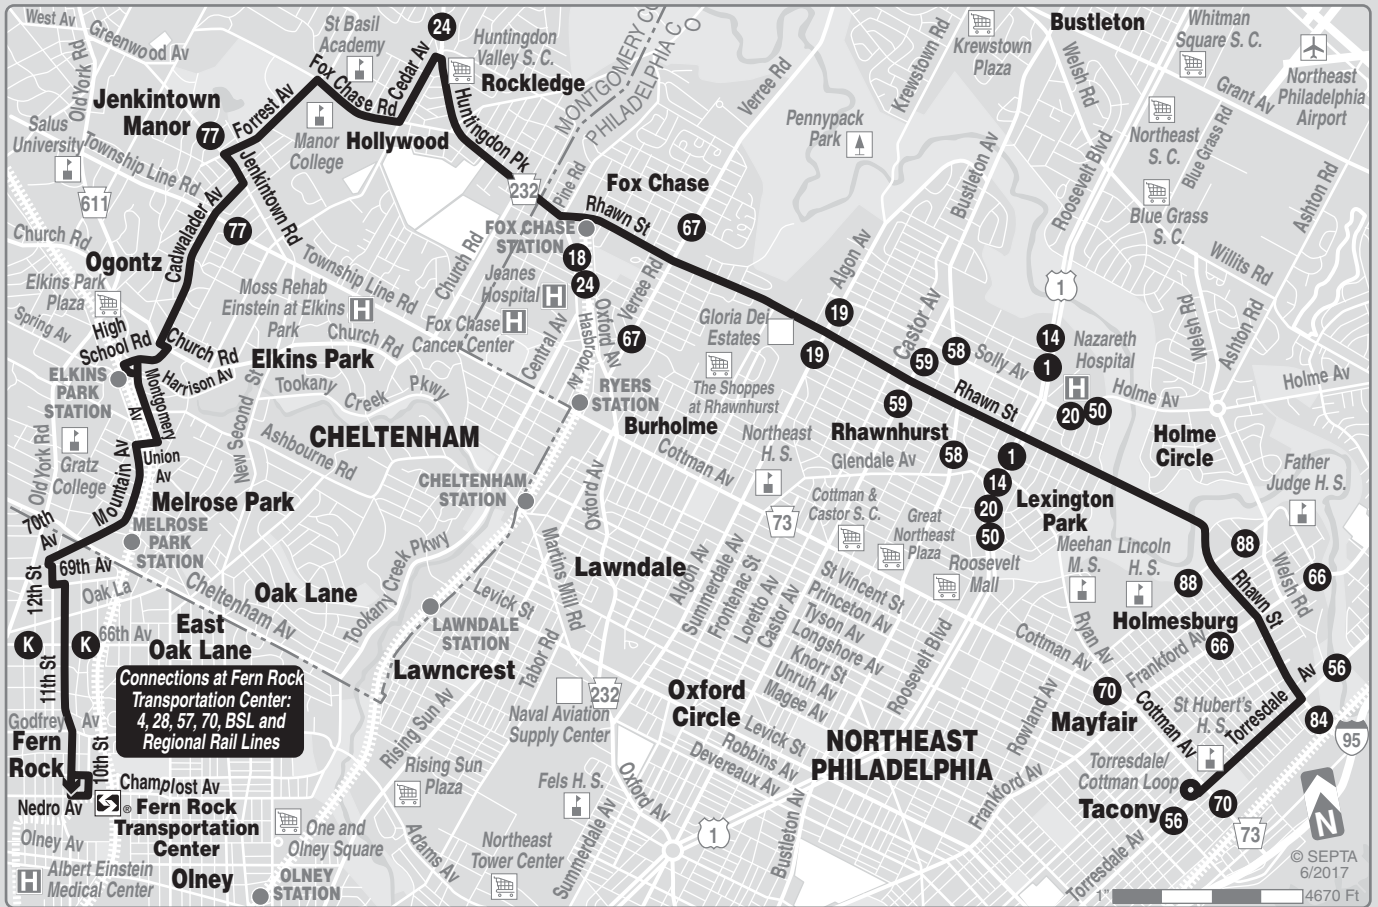 West Av
Greenwood Av
Old York Rd
St Basil
Academy
24
Huntingdon
Valley S. C.
Rockledge
Cedar Av
Fox Chase Rd
Forrest Av
Jenkintown
Manor
77
Manor
College
Hollywood
Huntingdon Pk
MONTGOMERY CO
PHILADELPHIA CO
Verree Rd
Krewstown Rd
Krewstown
Plaza
Bustleton
Welsh Rd
Whitman
Square S. C.
Grant Av
Northeast
Philadelphia
Airport
Salus
University
Township Line Rd
611
Jenkintown Rd
Pennypack
Park
Bustleton Av
Roosevelt Blvd
Northeast
S. C.
Blue Grass Rd
Blue Grass
S. C.
Ashton Rd
Willits Rd
232
Pine Rd
Fox Chase
Rhawn St
67
FOX CHASE
STATION
18
24
Church Rd
Ogontz
Cadwalader Av
77
Township Line Rd
Church Rd
Elkins Park
Plaza
Spring Av
High
School Rd
Church Rd
Harrison Av
Moss Rehab
Einstein at Elkins
Park
Church Rd
Jeanes
Hospital
Fox Chase
Cancer Center
Central Av
Hasbrook Av
Oxford Av
Verree Rd
67
Gloria Dei
Estates
19
19
Algon Av
Castor Av
59
58
Solly Av
1
14
1
Nazareth
Hospital
20
50
Holme Av
Welsh Rd
Ashton Rd
Holme Av
ELKINS
PARK
STATION
Elkins Park
Tookany
Creek
Pkwy
Montgomery
Av
New Second St
Ashbourne Rd
CHELTENHAM
RYERS
STATION
Burholme
Cottman Av
The Shoppes
at Rhawnhurst
59
Rhawnhurst
Glendale Av
58
Rhawn St
1
14
20
50
Lexington
Park
Holme
Circle
Father
Judge H. S.
Old York Rd
Gratz
College
Union
Av
Mountain Av
Melrose Park
MELROSE
PARK
STATION
CHELTENHAM
STATION
Oxford Av
Northeast
H. S.
73
Cottman &
Castor S. C.
Great
Northeast
Plaza
Roosevelt
Mall
Meehan
M. S.
Lincoln
H. S.
88
88
Rhawn St
Welsh Rd
66
70th
Av
69th Av
12th St
Oak La
Cheltenham Av
Oak Lane
Tookany Creek Pkwy
Martins Mill Rd
Lawndale
Levick St
LAWNDALE
STATION
Algon Av
Summerdale Av
Frontenac St
Loretto Av
Castor Av
St Vincent St
Princeton Av
Tyson Av
Longshore Av
Knorr St
Unruh Av
Magee Av
Roosevelt Blvd
Cottman Av
Ryan Av
Holmesburg
Frankford Av
66
K
K
66th Av
East
Oak Lane
11th St
Connections at Fern Rock
Transportation Center:
4, 28, 57, 70, BSL and
Regional Rail Lines
Lawncrest
Tabor Rd
232
Naval Aviation
Supply Center
Oxford
Circle
Levick St
Robbins Av
Devereaux Av
NORTHEAST
PHILADELPHIA
Rowland Av
70
Mayfair
Cottman Av
St Hubert's
H. S.
Torresdale
Av
56
84
95
Godfrey Av
Fern
Rock
10th St
Champlost Av
Nedro Av
® Fern Rock
Transportation
Center
Rising Sun Av
Rising Sun
Plaza
Fels H. S.
Oxford Av
Frankford Av
Torresdale/
Cottman Loop
Tacony
56
70
73
Olney Av
Albert Einstein
Medical Center
Olney
One and
Olney Square
OLNEY
STATION
Adams Av
Northeast
Tower Center
Summerdale Av
1
Bustleton Av
Torresdale Av
N
© SEPTA
6/2017
1"
4670 Ft